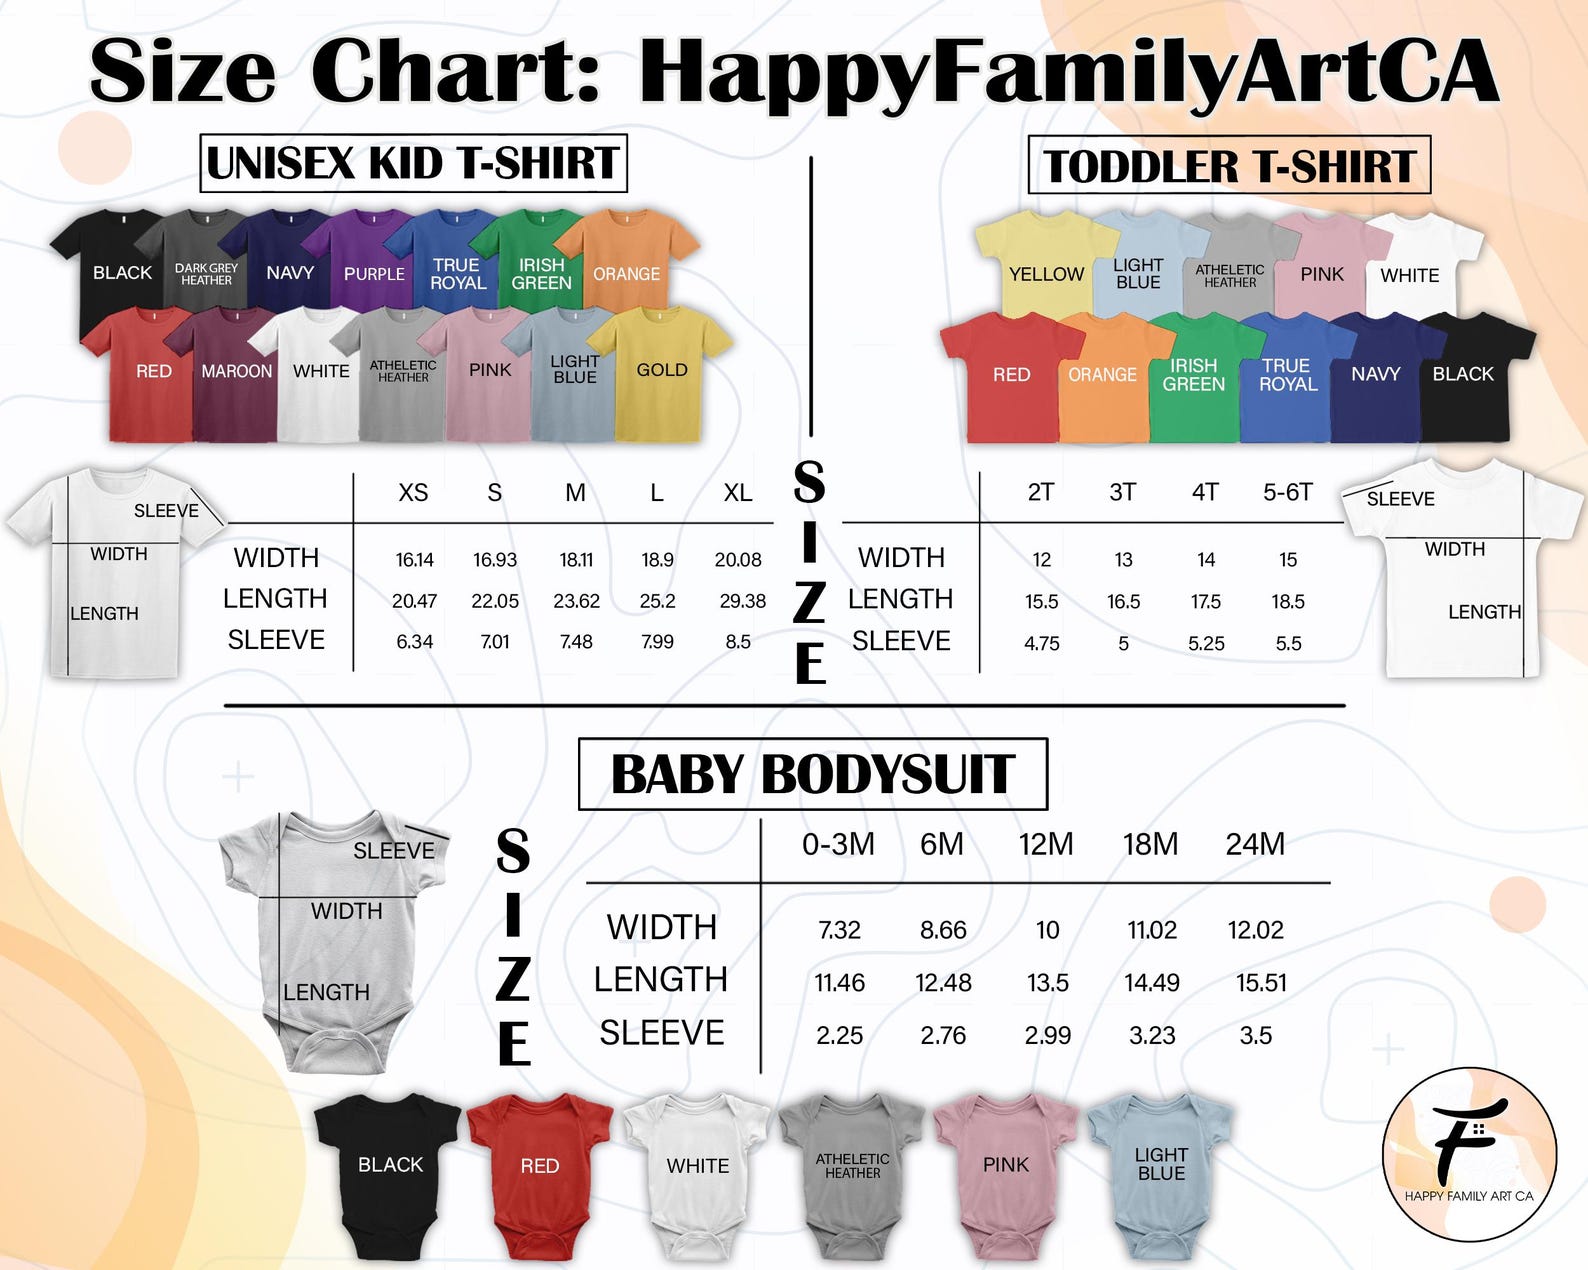 Size Chart: HappyFamilyArtCA
UNISEX KID T-SHIRT
BLACK
DARK GREY
HEATHER
NAVY
PURPLE
TRUE
ROYAL
IRISH
GREEN
ORANGE
RED
MAROON
WHITE
ATHELETIC
HEATHER
PINK
LIGHT
BLUE
GOLD
SLEEVE
WIDTH
LENGTH
XS S M L XL
WIDTH 16.14 16.93 18.11 18.9 20.08
LENGTH 20.47 22.05 23.62 25.2 29.38
SLEEVE 6.34 7.01 7.48 7.99 8.5
SIZE
TODDLER T-SHIRT
YELLOW
LIGHT
BLUE
ATHELETIC
HEATHER
PINK
WHITE
RED
ORANGE
IRISH
GREEN
TRUE
ROYAL
NAVY
BLACK
2T 3T 4T 5-6T
WIDTH 12 13 14 15
LENGTH 15.5 16.5 17.5 18.5
SLEEVE 4.75 5 5.25 5.5
SLEEVE
WIDTH
LENGTH
BABY BODYSUIT
SLEEVE
WIDTH
LENGTH
SIZE
0-3M 6M 12M 18M 24M
WIDTH 7.32 8.66 10 11.02 12.02
LENGTH 11.46 12.48 13.5 14.49 15.51
SLEEVE 2.25 2.76 2.99 3.23 3.5
BLACK
RED
WHITE
ATHELETIC
HEATHER
PINK
LIGHT
BLUE
F
HAPPY FAMILY ART CA